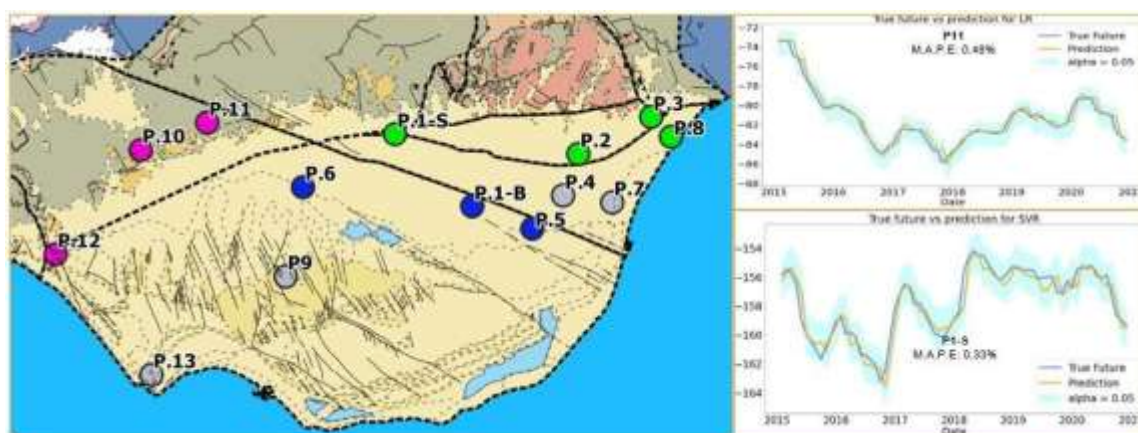 P.11
P.10
P.1-S
P.3
P.8
P.2
P.6
P.4
P.7
P.1-B
P.5
P.12
P9
P.13
True future vs prediction for LR
P11
M.A.P.E: 0.48%
True Future
Prediction
alpha = 0.05
-72
-74
-76
-78
-80
-82
-84
-86
-88
2015 2016 2017 2018 2019 2020 202
Date
True future vs prediction for SVR
-154
-156
-158
-160
-162
-164
P1-S
M.A.P.E: 0.33%
True Future
Prediction
alpha = 0.05
2015 2016 2017 2018 2019 2020 202
Date